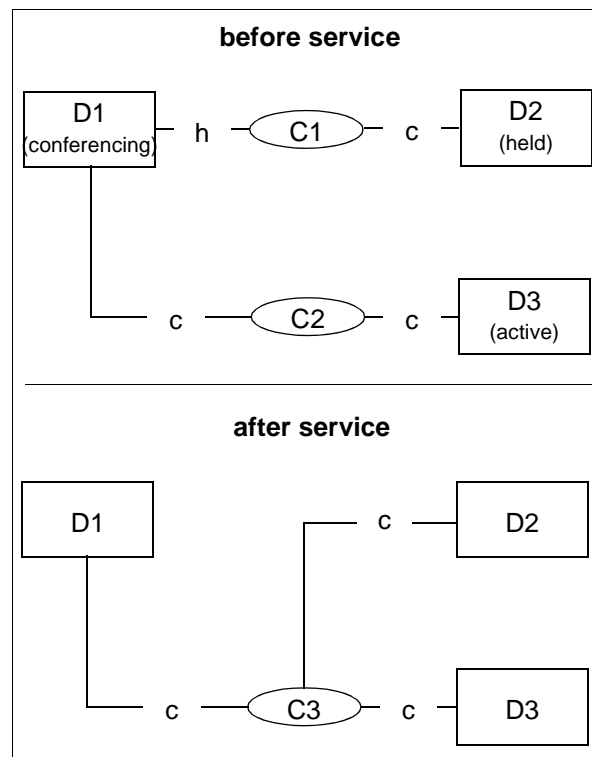 before service
D1
(conferencing)
h
C1
c
D2
(held)
c
C2
c
D3
(active)
after service
D1
c
D2
c
C3
c
D3